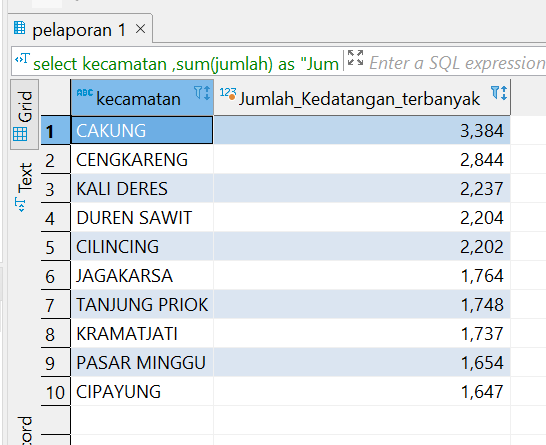 pelaporan 1
select kecamatan ,sum(jumlah) as "Jum
Enter a SQL expression
Grid
Text
cord
ABC kecamatan
123 Jumlah_Kedatangan_terbanyak
1 CAKUNG 3,384
2 CENGKARENG 2,844
3 KALI DERES 2,237
4 DUREN SAWIT 2,204
5 CILINCING 2,202
6 JAGAKARSA 1,764
7 TANJUNG PRIOK 1,748
8 KRAMATJATI 1,737
9 PASAR MINGGU 1,654
10 CIPAYUNG 1,647